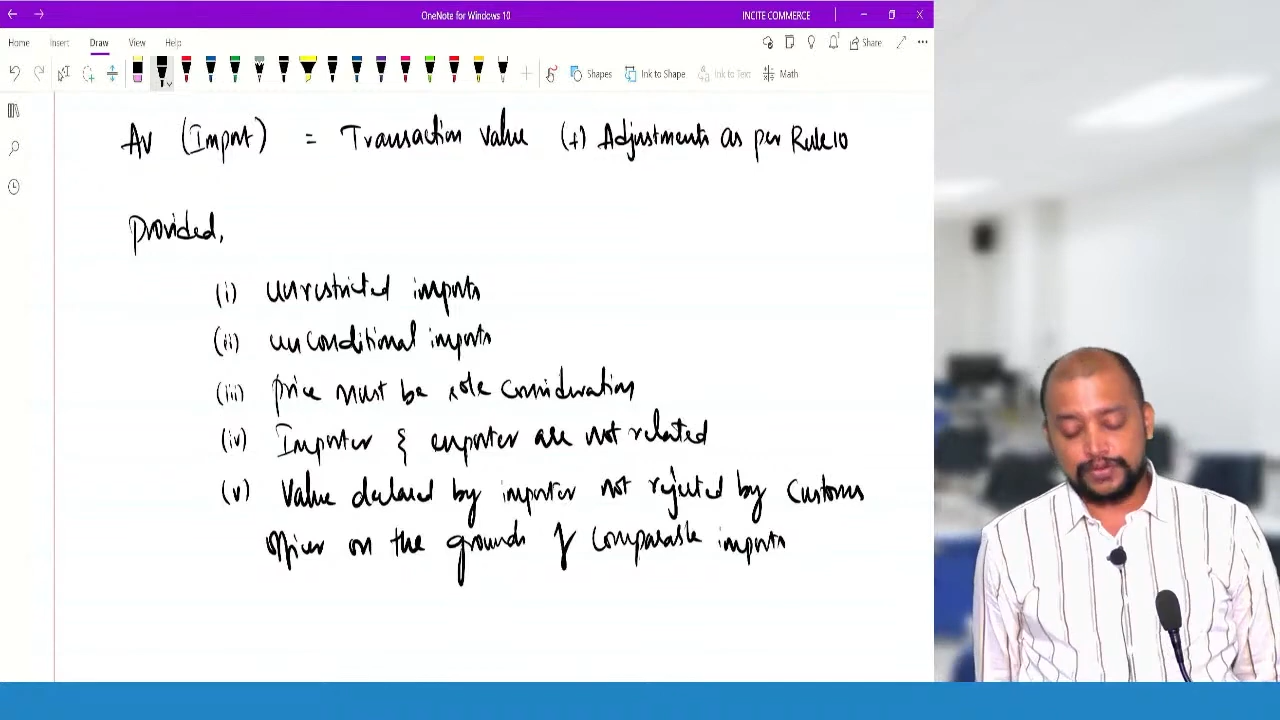 OneNote for Windows 10
INCITE COMMERCE
Home Insert Draw View Help
Share
Shapes Ink to Shape Ink to Text Math
AV (Import) = Transaction value (+) Adjustments as per Rule 10
Provided,
(i) unrestricted imports
(ii) unconditional imports
(iii) price must be sole consideration
(iv) Importer & exporter are not related
(v) Value declared by importer not rejected by Customs
officer on the grounds of comparable imports